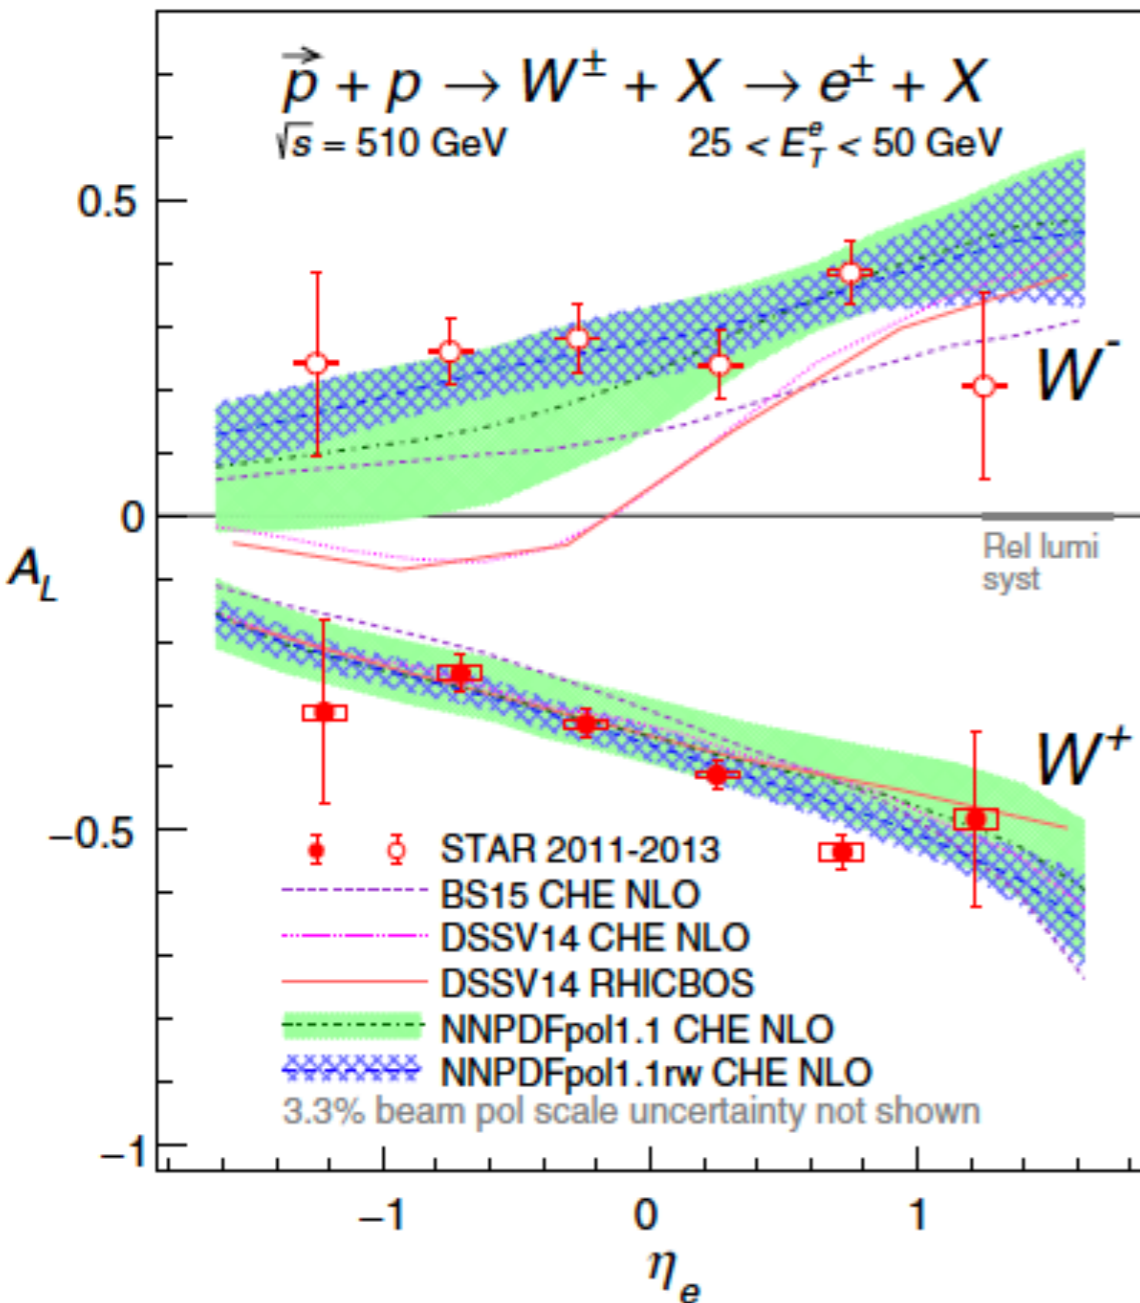 p⃗ + p → W± + X → e± + X
√s = 510 GeV 25 < E_T^e < 50 GeV
0.5
W⁻
0
Rel lumi
syst
A_L
W⁺
−0.5
STAR 2011-2013
BS15 CHE NLO
DSSV14 CHE NLO
DSSV14 RHICBOS
NNPDFpol1.1 CHE NLO
NNPDFpol1.1rw CHE NLO
3.3% beam pol scale uncertainty not shown
−1
−1 0 1
η_e